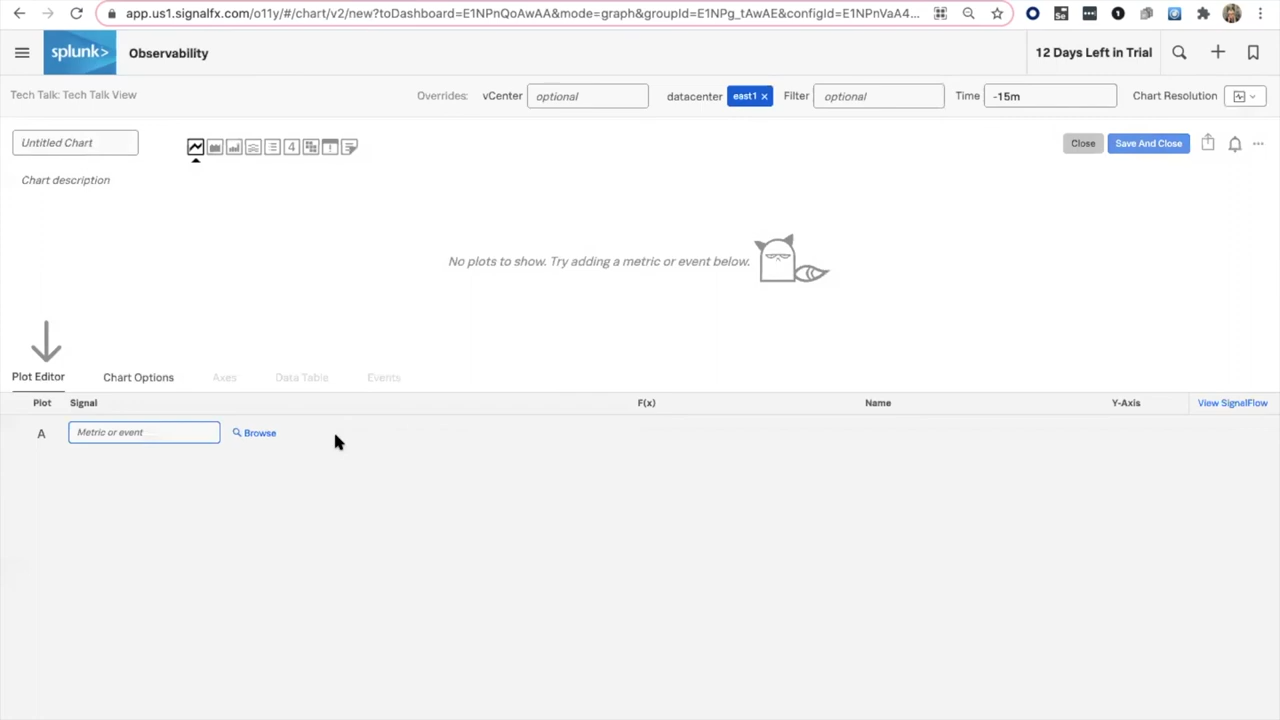 app.us1.signalfx.com/o11y/#/chart/v2/new?toDashboard=E1NPnQoAwAA&mode=graph&groupId=E1NPg_tAwAE&configId=E1NPnVaA4...
splunk> Observability 12 Days Left in Trial
Tech Talk: Tech Talk View Overrides: vCenter optional datacenter east1 × Filter optional Time -15m Chart Resolution
Untitled Chart 4 Close Save And Close
Chart description
No plots to show. Try adding a metric or event below.
Plot Editor Chart Options Axes Data Table Events
Plot Signal F(x) Name Y-Axis View SignalFlow
A Metric or event Browse